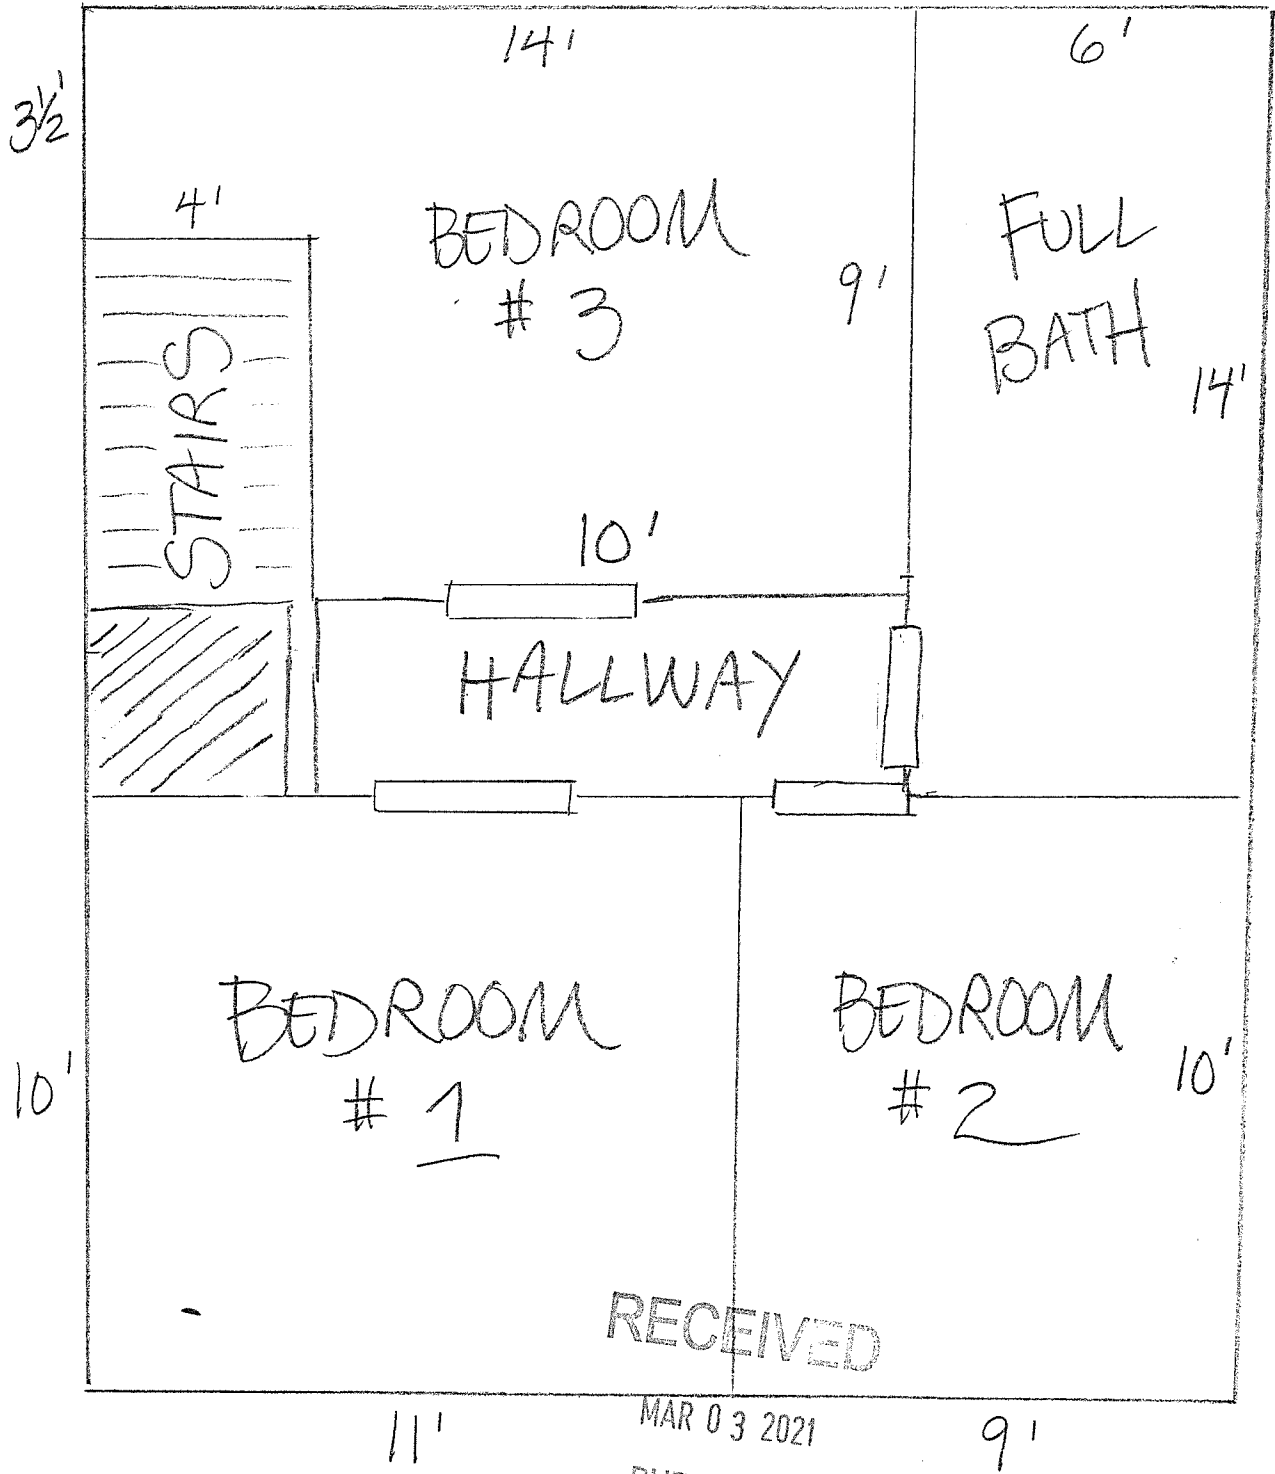 14'
6'
3½'
4'
BEDROOM
# 3
9'
FULL
BATH
14'
STAIRS
10'
HALLWAY
BEDROOM
# 1
BEDROOM
# 2
10'
10'
RECEIVED
MAR 03 2021
11'
9'